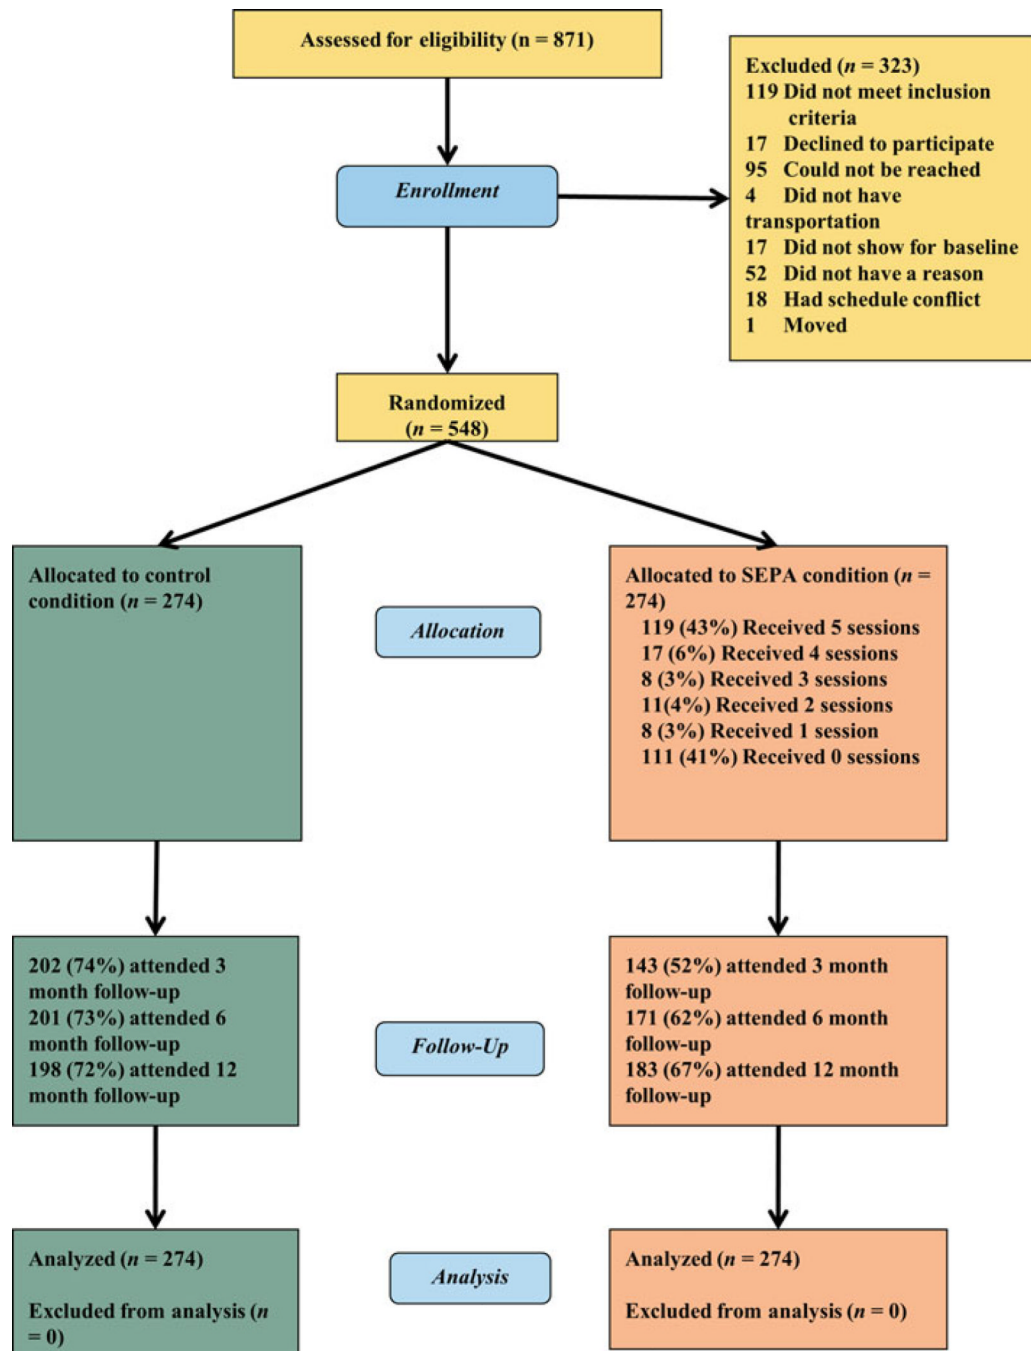 Assessed for eligibility (n = 871)
Excluded (n = 323)
119 Did not meet inclusion
criteria
17 Declined to participate
95 Could not be reached
4 Did not have
transportation
17 Did not show for baseline
52 Did not have a reason
18 Had schedule conflict
1 Moved
Enrollment
Randomized
(n = 548)
Allocated to control
condition (n = 274)
Allocation
Allocated to SEPA condition (n =
274)
119 (43%) Received 5 sessions
17 (6%) Received 4 sessions
8 (3%) Received 3 sessions
11(4%) Received 2 sessions
8 (3%) Received 1 session
111 (41%) Received 0 sessions
202 (74%) attended 3
month follow-up
201 (73%) attended 6
month follow-up
198 (72%) attended 12
month follow-up
Follow-Up
143 (52%) attended 3 month
follow-up
171 (62%) attended 6 month
follow-up
183 (67%) attended 12 month
follow-up
Analyzed (n = 274)
Excluded from analysis (n
= 0)
Analysis
Analyzed (n = 274)
Excluded from analysis (n = 0)